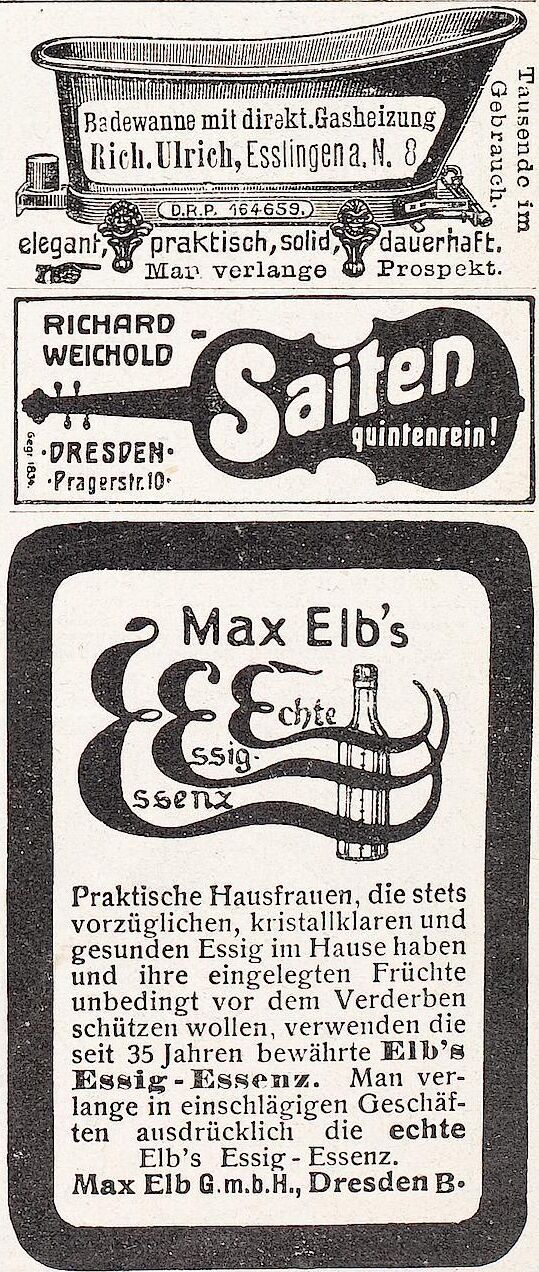 Badewanne mit direkt. Gasheizung
Rich. Ulrich, Esslingen a. N. 8
D.R.P. 164659.
elegant, praktisch, solid, dauerhaft.
Man verlange Prospekt.
Tausende im
Gebrauch.
RICHARD
WEICHOLD
Saiten
quintenrein!
Gegr. 1834.
·DRESDEN·
·Pragerstr. 10·
Max Elb's
Echte
Essig-
Essenz
Praktische Hausfrauen, die stets
vorzüglichen, kristallklaren und
gesunden Essig im Hause haben
und ihre eingelegten Früchte
unbedingt vor dem Verderben
schützen wollen, verwenden die
seit 35 Jahren bewährte Elb's
Essig-Essenz. Man ver-
lange in einschlägigen Geschäf-
ten ausdrücklich die echte
Elb's Essig-Essenz.
Max Elb G.m.b.H., Dresden B.